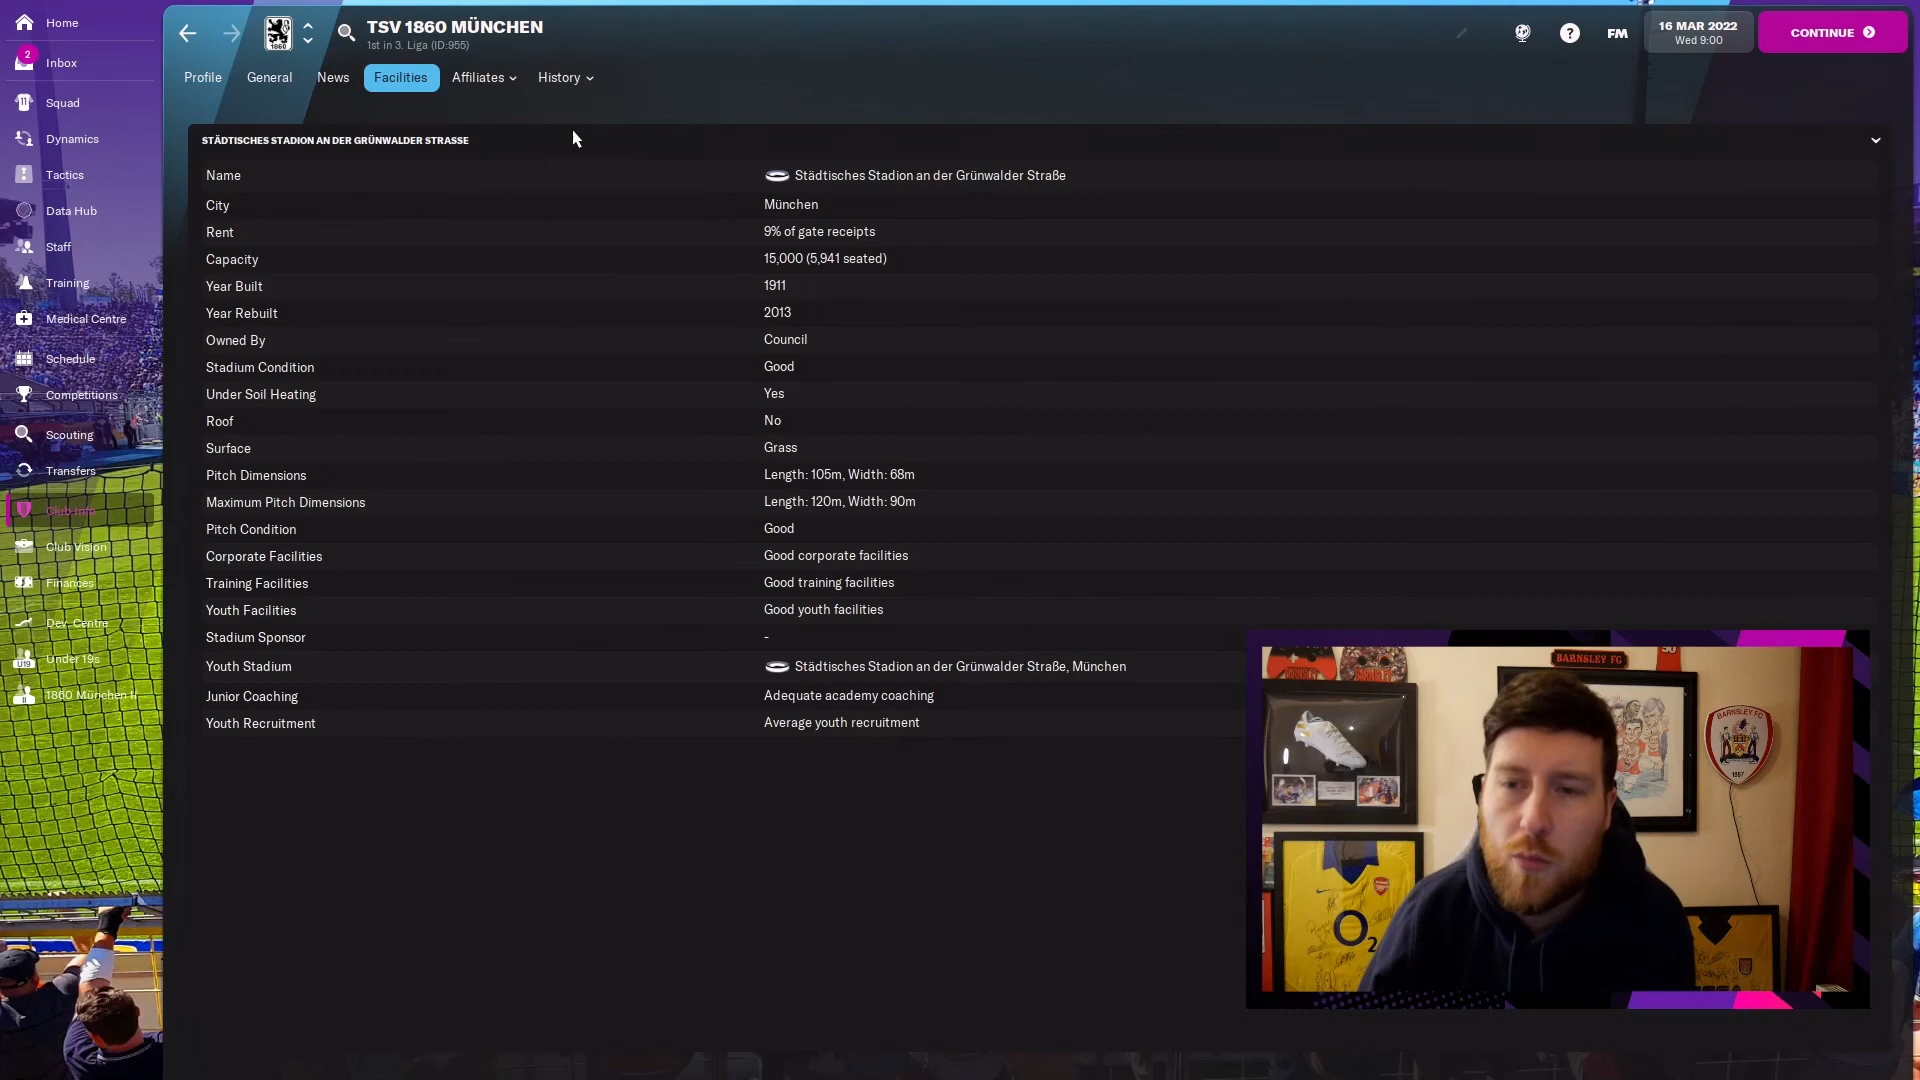 Home
2
Inbox
Squad
Dynamics
Tactics
Data Hub
Staff
Training
Medical Centre
Schedule
Competitions
Scouting
Transfers
Club Info
Club Vision
Finances
Dev. Centre
U19
Under 19s
1860 München II
1860
TSV 1860 MÜNCHEN
1st in 3. Liga (ID:955)
FM
16 MAR 2022
Wed 9:00
CONTINUE
Profile
General
News
Facilities
Affiliates
History
STÄDTISCHES STADION AN DER GRÜNWALDER STRASSE
Name Städtisches Stadion an der Grünwalder Straße
City München
Rent 9% of gate receipts
Capacity 15,000 (5,941 seated)
Year Built 1911
Year Rebuilt 2013
Owned By Council
Stadium Condition Good
Under Soil Heating Yes
Roof No
Surface Grass
Pitch Dimensions Length: 105m, Width: 68m
Maximum Pitch Dimensions Length: 120m, Width: 90m
Pitch Condition Good
Corporate Facilities Good corporate facilities
Training Facilities Good training facilities
Youth Facilities Good youth facilities
Stadium Sponsor -
Youth Stadium Städtisches Stadion an der Grünwalder Straße, München
Junior Coaching Adequate academy coaching
Youth Recruitment Average youth recruitment
BARNSLEY FC
BARNSLEY FC
1887
O2